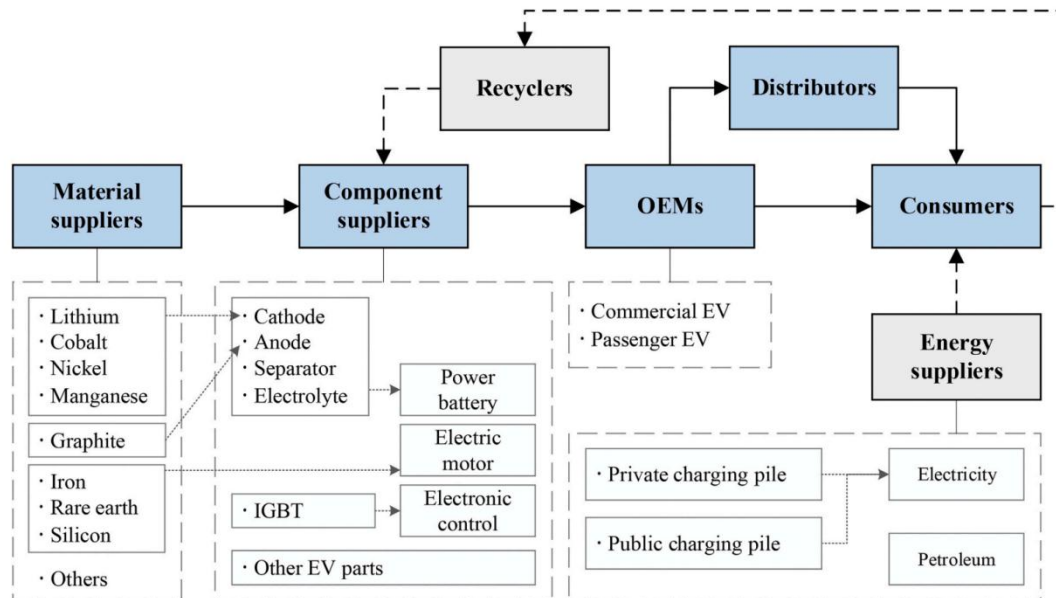 Recyclers
Distributors
Material
suppliers
Component
suppliers
OEMs
Consumers
· Lithium
· Cobalt
· Nickel
· Manganese
· Graphite
· Iron
· Rare earth
· Silicon
· Others
· Cathode
· Anode
· Separator
· Electrolyte
Power
battery
Electric
motor
· IGBT
Electronic
control
· Other EV parts
· Commercial EV
· Passenger EV
Energy
suppliers
· Private charging pile
· Public charging pile
Electricity
Petroleum